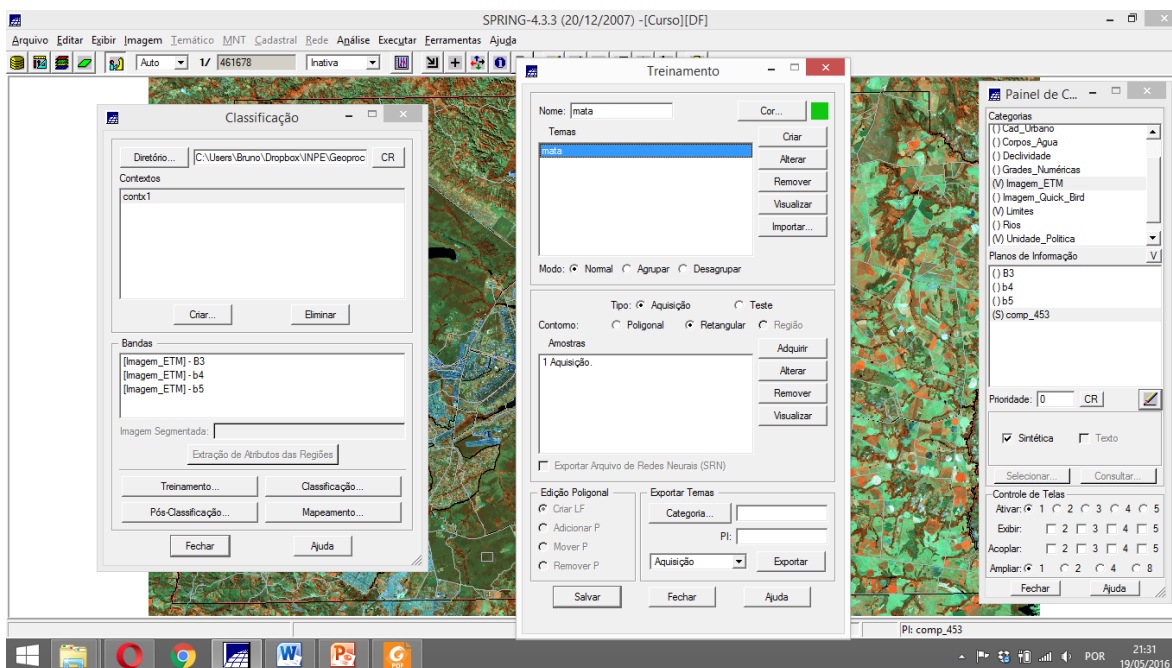 SPRING-4.3.3 (20/12/2007) -[Curso][DF]
Arquivo Editar Exibir Imagem Temático MNT Cadastral Rede Análise Executar Ferramentas Ajuda
Auto 1/ 461678 Inativa
Classificação
Diretório... C:\Users\Bruno\Dropbox\INPE\Geoproc CR
Contextos
contx1
Criar... Eliminar
Bandas
[Imagem_ETM] - B3
[Imagem_ETM] - b4
[Imagem_ETM] - b5
Imagem Segmentada:
Extração de Atributos das Regiões
Treinamento... Classificação...
Pós-Classificação... Mapeamento...
Fechar Ajuda
Treinamento
Nome: mata Cor...
Temas
mata
Criar
Alterar
Remover
Visualizar
Importar...
Modo: Normal Agrupar Desagrupar
Tipo: Aquisição Teste
Contorno: Poligonal Retangular Região
Amostras
1 Aquisição.
Adquirir
Alterar
Remover
Visualizar
Exportar Arquivo de Redes Neurais (SRN)
Edição Poligonal
Criar LF
Adicionar P
Mover P
Remover P
Exportar Temas
Categoria...
PI:
Aquisição Exportar
Salvar Fechar Ajuda
Painel de C...
Categorias
() Cad_Urbano
() Corpos_Agua
() Declividade
() Grades_Numéricas
(V) Imagem_ETM
() Imagem_Quick_Bird
(V) Limites
() Rios
(V) Unidade_Politica
Planos de Informação V
() B3
() b4
() b5
(S) comp_453
Prioridade: 0 CR
Sintética Texto
Selecionar... Consultar...
Controle de Telas
Ativar: 1 2 3 4 5
Exibir: 2 3 4 5
Acoplar: 2 3 4 5
Ampliar: 1 2 4 8
Fechar Ajuda
PI: comp_453
PDF
POR
21:31
19/05/2016